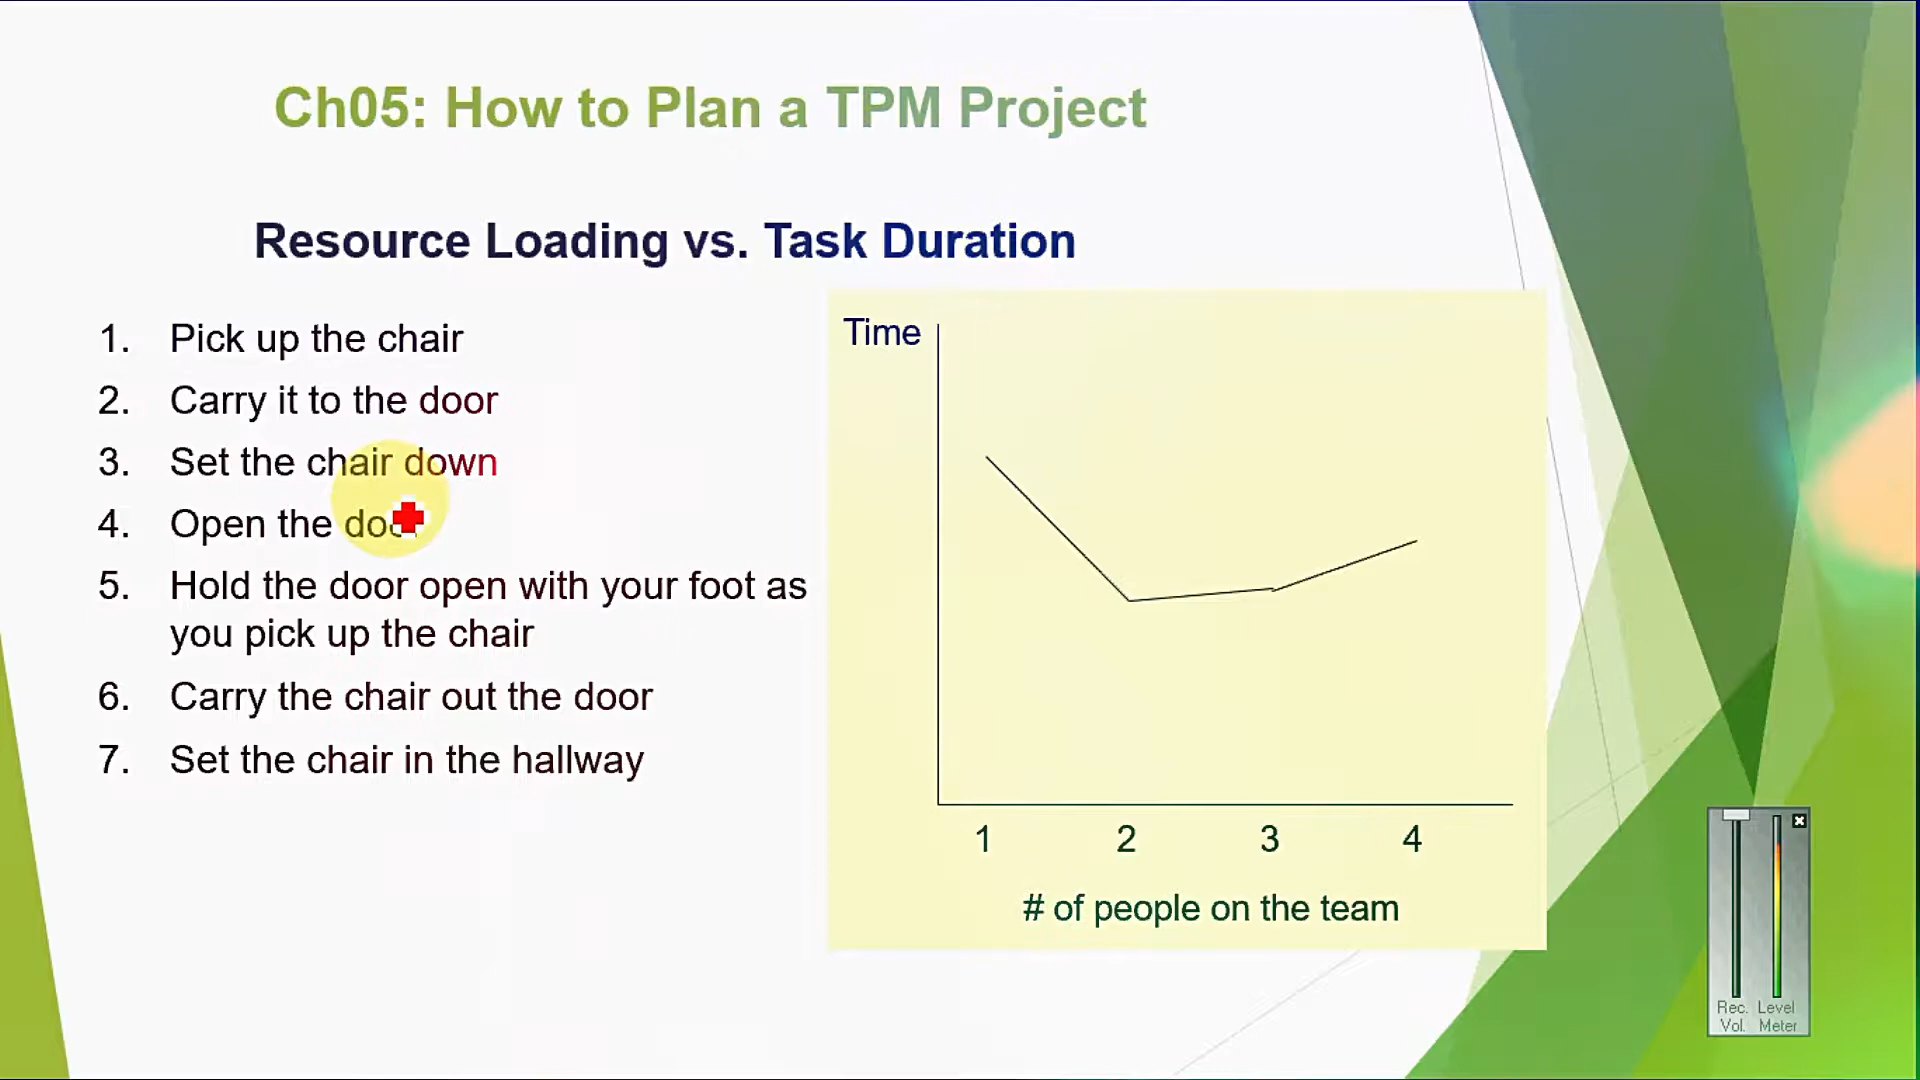 Ch05: How to Plan a TPM Project
Resource Loading vs. Task Duration
1. Pick up the chair
2. Carry it to the door
3. Set the chair down
4. Open the
5. Hold the door open with your foot as
you pick up the chair
6. Carry the chair out the door
7. Set the chair in the hallway
Time
1 2 3 4
# of people on the team
Rec. Level
Vol. Meter